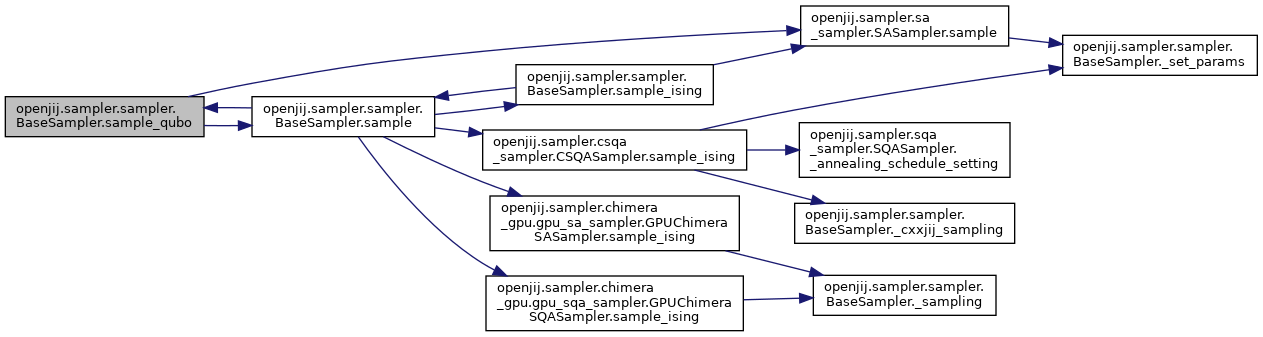 openjij.sampler.sa
_sampler.SASampler.sample
openjij.sampler.sampler.
BaseSampler._set_params
openjij.sampler.sampler.
BaseSampler.sample_ising
openjij.sampler.sampler.
BaseSampler.sample_qubo
openjij.sampler.sampler.
BaseSampler.sample
openjij.sampler.csqa
_sampler.CSQASampler.sample_ising
openjij.sampler.sqa
_sampler.SQASampler.
_annealing_schedule_setting
openjij.sampler.chimera
_gpu.gpu_sa_sampler.GPUChimera
SASampler.sample_ising
openjij.sampler.sampler.
BaseSampler._cxxjij_sampling
openjij.sampler.chimera
_gpu.gpu_sqa_sampler.GPUChimera
SQASampler.sample_ising
openjij.sampler.sampler.
BaseSampler._sampling